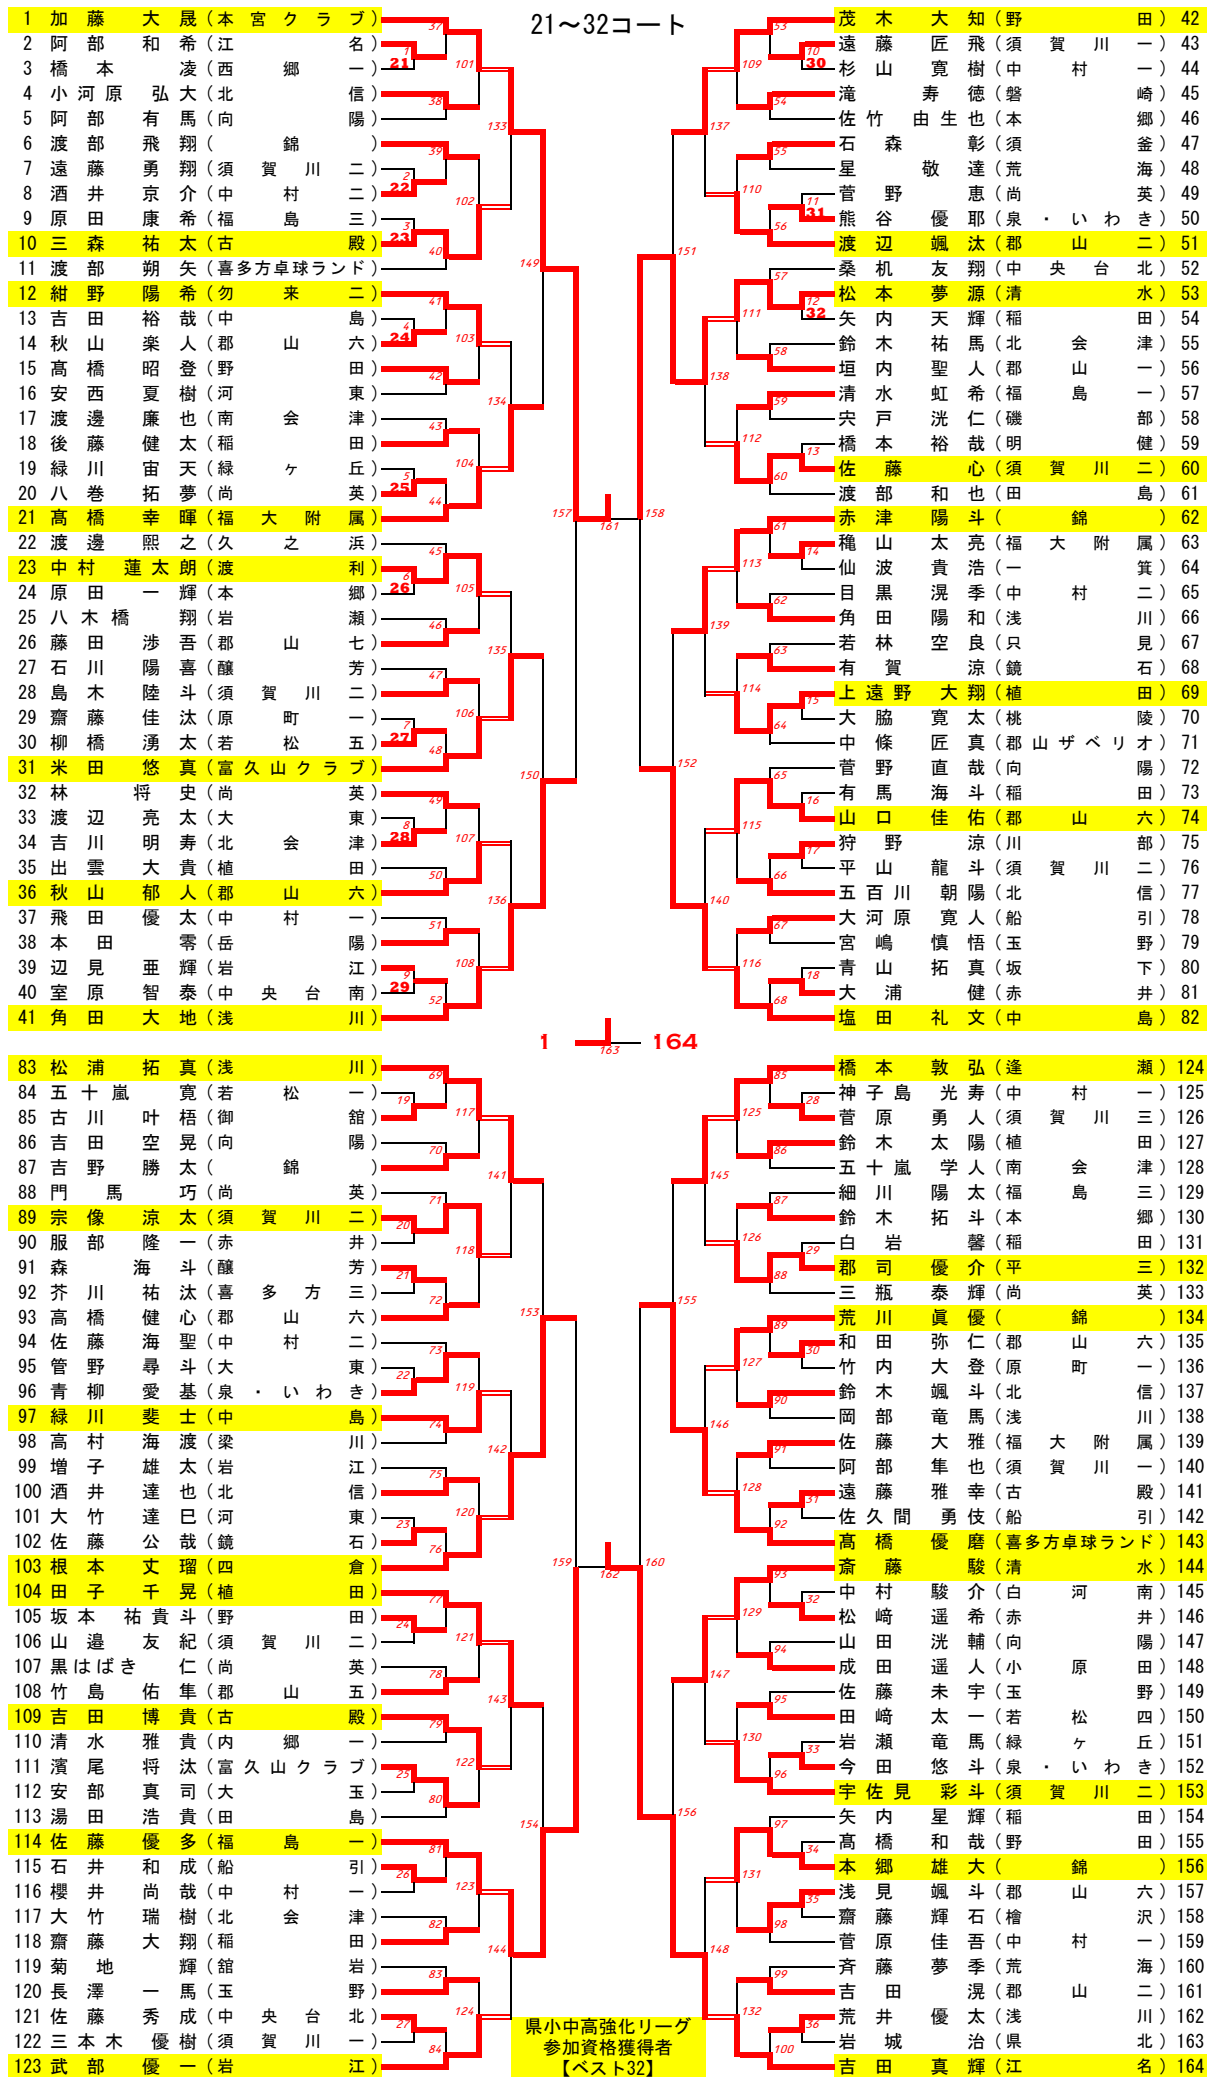 21～32コート
1 加藤 大晟 (本宮クラブ)
2 阿部 和希 (江名)
3 橋本 凌 (西郷一)
4 小河原 弘大 (北信)
5 阿部 有馬 (向陽)
6 渡部 飛翔 (錦)
7 遠藤 勇翔 (須賀川二)
8 酒井 京介 (中村二)
9 原田 康希 (福島三)
10 三森 祐太 (古殿)
11 渡部 朔矢 (喜多方卓球ランド)
12 紺野 陽希 (勿来二)
13 吉田 裕哉 (中島)
14 秋山 楽人 (郡山六)
15 髙橋 昭登 (野田)
16 安西 夏樹 (河東)
17 渡邊 廉也 (南会津)
18 後藤 健太 (稲田)
19 緑川 宙天 (緑ヶ丘)
20 八巻 拓夢 (尚英)
21 髙橋 幸暉 (福大附属)
22 渡邊 熙之 (久之浜)
23 中村 蓮太朗 (渡利)
24 原田 一輝 (本郷)
25 八木橋 翔 (岩瀬)
26 藤田 渉吾 (郡山七)
27 石川 陽喜 (醸芳)
28 島木 陸斗 (須賀川二)
29 齋藤 佳汰 (原町一)
30 柳橋 湧太 (若松五)
31 米田 悠真 (富久山クラブ)
32 林 将史 (尚英)
33 渡辺 亮太 (大東)
34 吉川 明寿 (北会津)
35 出雲 大貴 (植田)
36 秋山 郁人 (郡山六)
37 飛田 優太 (中村一)
38 本田 零 (岳陽)
39 辺見 亜輝 (岩江)
40 室原 智泰 (中央台南)
41 角田 大地 (浅川)
茂木 大知 (野田) 42
遠藤 匠飛 (須賀川一) 43
杉山 寛樹 (中村一) 44
滝 寿徳 (磐崎) 45
佐竹 由生也 (本郷) 46
石森 彰 (須釜) 47
星 敬達 (荒海) 48
菅野 恵 (尚英) 49
熊谷 優耶 (泉・いわき) 50
渡辺 颯汰 (郡山二) 51
桑机 友翔 (中央台北) 52
松本 夢源 (清水) 53
矢内 天輝 (稲田) 54
鈴木 祐馬 (北会津) 55
垣内 聖人 (郡山一) 56
清水 虹希 (福島一) 57
宍戸 洸仁 (磯部) 58
橋本 裕哉 (明健) 59
佐藤 心 (須賀川二) 60
渡部 和也 (田島) 61
赤津 陽斗 (錦) 62
穐山 太亮 (福大附属) 63
仙波 貴浩 (一箕) 64
目黒 滉季 (中村二) 65
角田 陽和 (浅川) 66
若林 空良 (只見) 67
有賀 涼 (鏡石) 68
上遠野 大翔 (植田) 69
大脇 寛太 (桃陵) 70
中條 匠真 (郡山ザベリオ) 71
菅野 直哉 (向陽) 72
有馬 海斗 (稲田) 73
山口 佳佑 (郡山六) 74
狩野 涼 (川部) 75
平山 龍斗 (須賀川二) 76
五百川 朝陽 (北信) 77
大河原 寛人 (船引) 78
宮嶋 慎悟 (玉野) 79
青山 拓真 (坂下) 80
大浦 健 (赤井) 81
塩田 礼文 (中島) 82
1 163 164
83 松浦 拓真 (浅川)
84 五十嵐 寛 (若松一)
85 古川 叶梧 (御舘)
86 吉田 空晃 (向陽)
87 吉野 勝太 (錦)
88 門馬 巧 (尚英)
89 宗像 涼太 (須賀川二)
90 服部 隆一 (赤井)
91 森 海斗 (醸芳)
92 芥川 祐汰 (喜多方三)
93 高橋 健心 (郡山六)
94 佐藤 海聖 (中村二)
95 管野 尋斗 (大東)
96 青柳 愛基 (泉・いわき)
97 緑川 斐士 (中島)
98 高村 海渡 (梁川)
99 増子 雄太 (岩江)
100 酒井 達也 (北信)
101 大竹 達巳 (河東)
102 佐藤 公哉 (鏡石)
103 根本 丈瑠 (四倉)
104 田子 千晃 (植田)
105 坂本 祐貴斗 (野田)
106 山邉 友紀 (須賀川二)
107 黒はばき 仁 (尚英)
108 竹島 佑隼 (郡山五)
109 吉田 博貴 (古殿)
110 清水 雅貴 (内郷一)
111 濱尾 将汰 (富久山クラブ)
112 安部 真司 (大玉)
113 湯田 浩貴 (田島)
114 佐藤 優多 (福島一)
115 石井 和成 (船引)
116 櫻井 尚哉 (中村一)
117 大竹 瑞樹 (北会津)
118 齋藤 大翔 (稲田)
119 菊地 輝 (舘岩)
120 長澤 一馬 (玉野)
121 佐藤 秀成 (中央台北)
122 三本木 優樹 (須賀川一)
123 武部 優一 (岩江)
橋本 敦弘 (逢瀬) 124
神子島 光寿 (中村一) 125
菅原 勇人 (須賀川三) 126
鈴木 太陽 (植田) 127
五十嵐 学人 (南会津) 128
細川 陽太 (福島三) 129
鈴木 拓斗 (本郷) 130
白岩 馨 (稲田) 131
郡司 優介 (平三) 132
三瓶 泰輝 (尚英) 133
荒川 眞優 (錦) 134
和田 弥仁 (郡山六) 135
竹内 大登 (原町一) 136
鈴木 颯斗 (北信) 137
岡部 竜馬 (浅川) 138
佐藤 大雅 (福大附属) 139
阿部 隼也 (須賀川一) 140
遠藤 雅幸 (古殿) 141
佐久間 勇伎 (船引) 142
髙橋 優磨 (喜多方卓球ランド) 143
斎藤 駿 (清水) 144
中村 駿介 (白河南) 145
松﨑 遥希 (赤井) 146
山田 洸輔 (向陽) 147
成田 遥人 (小原田) 148
佐藤 未宇 (玉野) 149
田﨑 太一 (若松四) 150
岩瀬 竜馬 (緑ヶ丘) 151
今田 悠斗 (泉・いわき) 152
宇佐見 彩斗 (須賀川二) 153
矢内 星輝 (稲田) 154
髙橋 和哉 (野田) 155
本郷 雄大 (錦) 156
浅見 颯斗 (郡山六) 157
齋藤 輝石 (檜沢) 158
菅原 佳吾 (中村一) 159
斉藤 夢季 (荒海) 160
吉田 滉 (郡山二) 161
荒井 優太 (浅川) 162
岩城 治 (県北) 163
吉田 真輝 (江名) 164
県小中高強化リーグ
参加資格獲得者
【ベスト32】